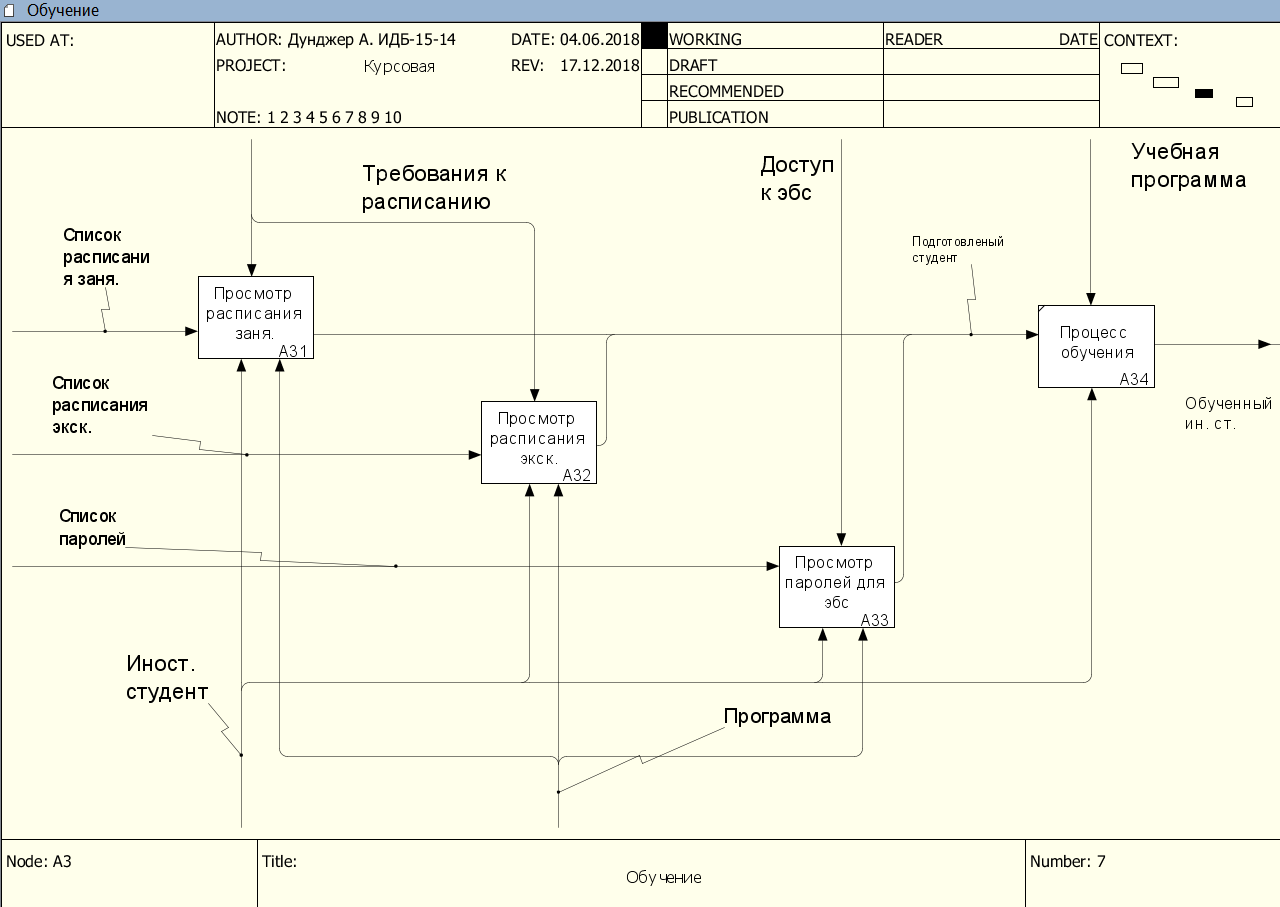 Обучение
USED AT:
AUTHOR: Дунджер А. ИДБ-15-14
DATE: 04.06.2018
PROJECT: Курсовая
REV: 17.12.2018
NOTE: 1 2 3 4 5 6 7 8 9 10
WORKING
DRAFT
RECOMMENDED
PUBLICATION
READER
DATE
CONTEXT:
Требования к
расписанию
Доступ
к эбс
Учебная
программа
Список
расписани
я заня.
Подготовленый
студент
Просмотр
расписания
заня.
A31
Процесс
обучения
A34
Список
расписания
экск.
Просмотр
расписания
экск.
A32
Обученный
ин. ст.
Список
паролей
Просмотр
паролей для
эбс
A33
Иност.
студент
Программа
Node: A3
Title:
Обучение
Number: 7